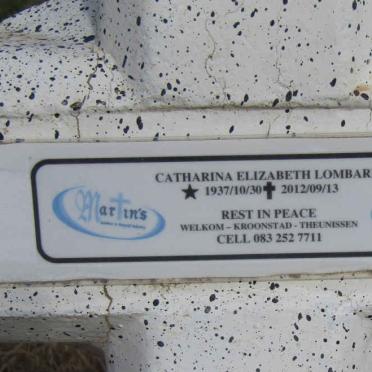 Martin's
CATHARINA ELIZABETH LOMBAR
1937/10/30 2012/09/13
REST IN PEACE
WELKOM – KROONSTAD - THEUNISSEN
CELL 083 252 7711